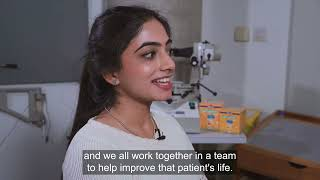 and we all work together in a team
to help improve that patient's life.